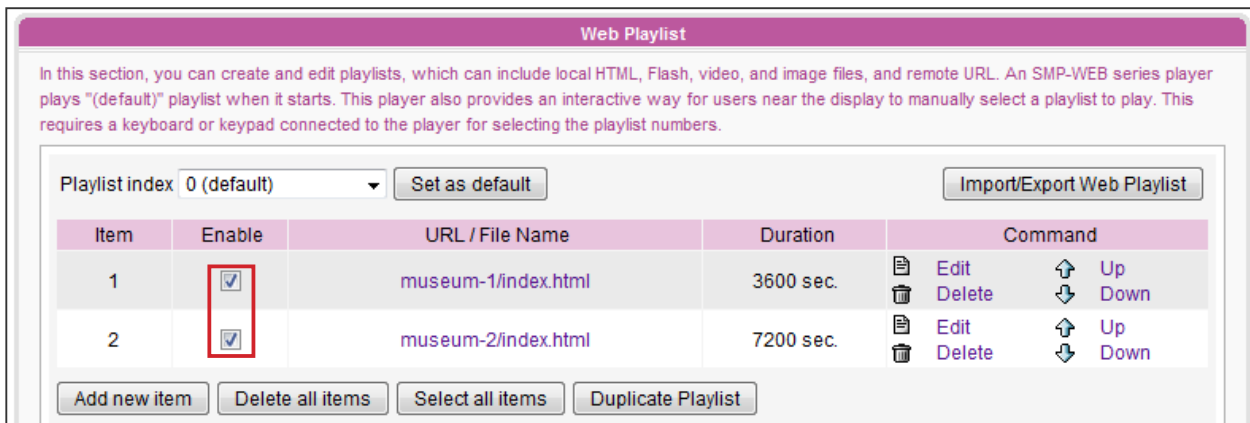 Web Playlist
In this section, you can create and edit playlists, which can include local HTML, Flash, video, and image files, and remote URL. An SMP-WEB series player
plays "(default)" playlist when it starts. This player also provides an interactive way for users near the display to manually select a playlist to play. This
requires a keyboard or keypad connected to the player for selecting the playlist numbers.
Playlist index 0 (default) Set as default Import/Export Web Playlist
Item Enable URL / File Name Duration Command
1 museum-1/index.html 3600 sec. Edit Up
Delete Down
2 museum-2/index.html 7200 sec. Edit Up
Delete Down
Add new item Delete all items Select all items Duplicate Playlist